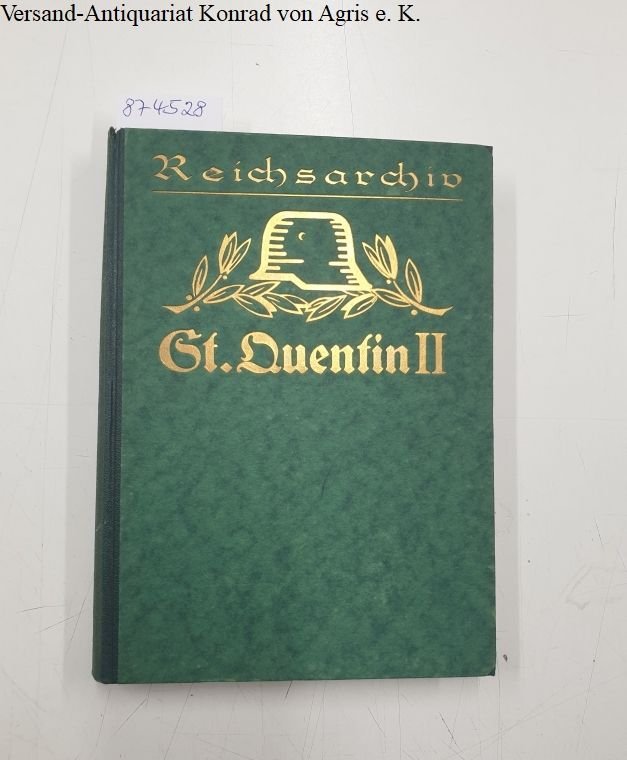 Versand-Antiquariat Konrad von Agris e. K.
874528
Reichsarchiv
St. Quentin II